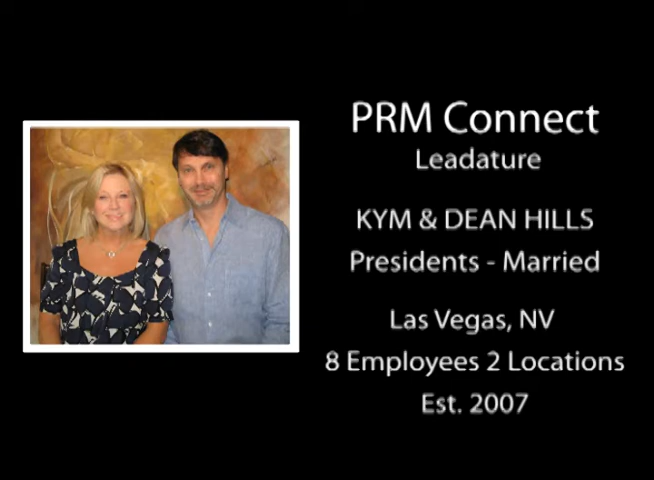 PRM Connect
Leadature
KYM & DEAN HILLS
Presidents - Married
Las Vegas, NV
8 Employees 2 Locations
Est. 2007